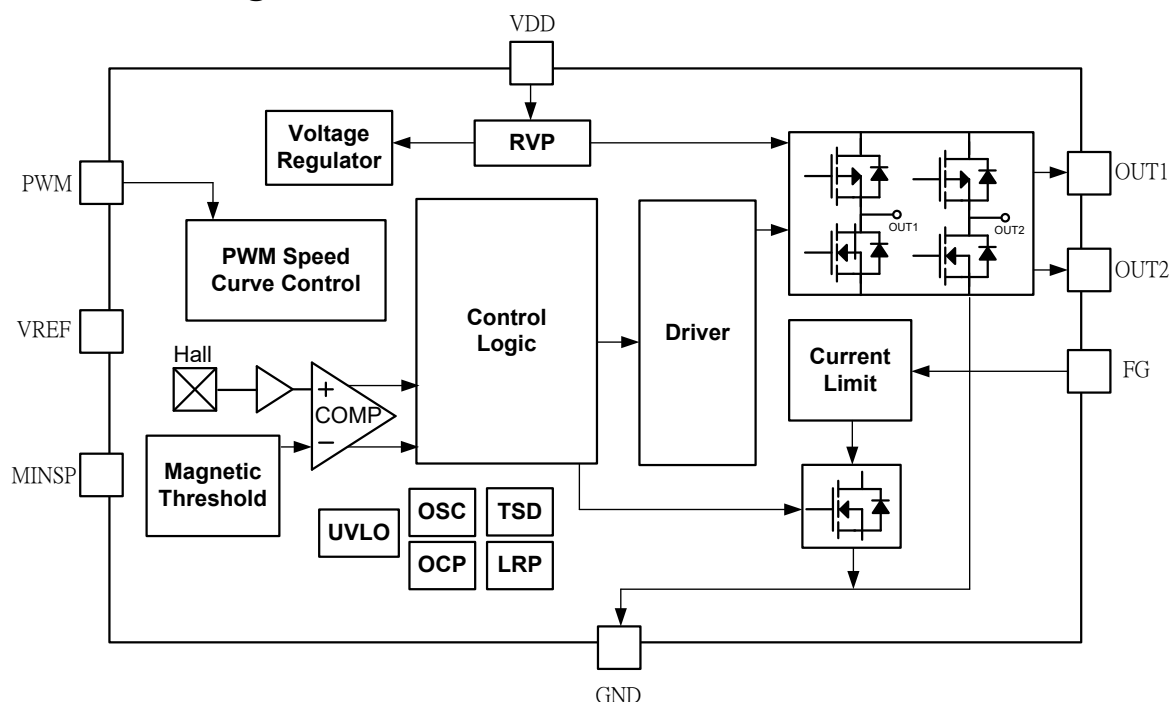 VDD
Voltage
Regulator
RVP
PWM
OUT1
OUT1
OUT2
PWM Speed
Curve Control
OUT2
VREF
Control
Logic
Driver
Hall
+
COMP
−
Current
Limit
FG
MINSP
Magnetic
Threshold
UVLO
OSC
TSD
OCP
LRP
GND